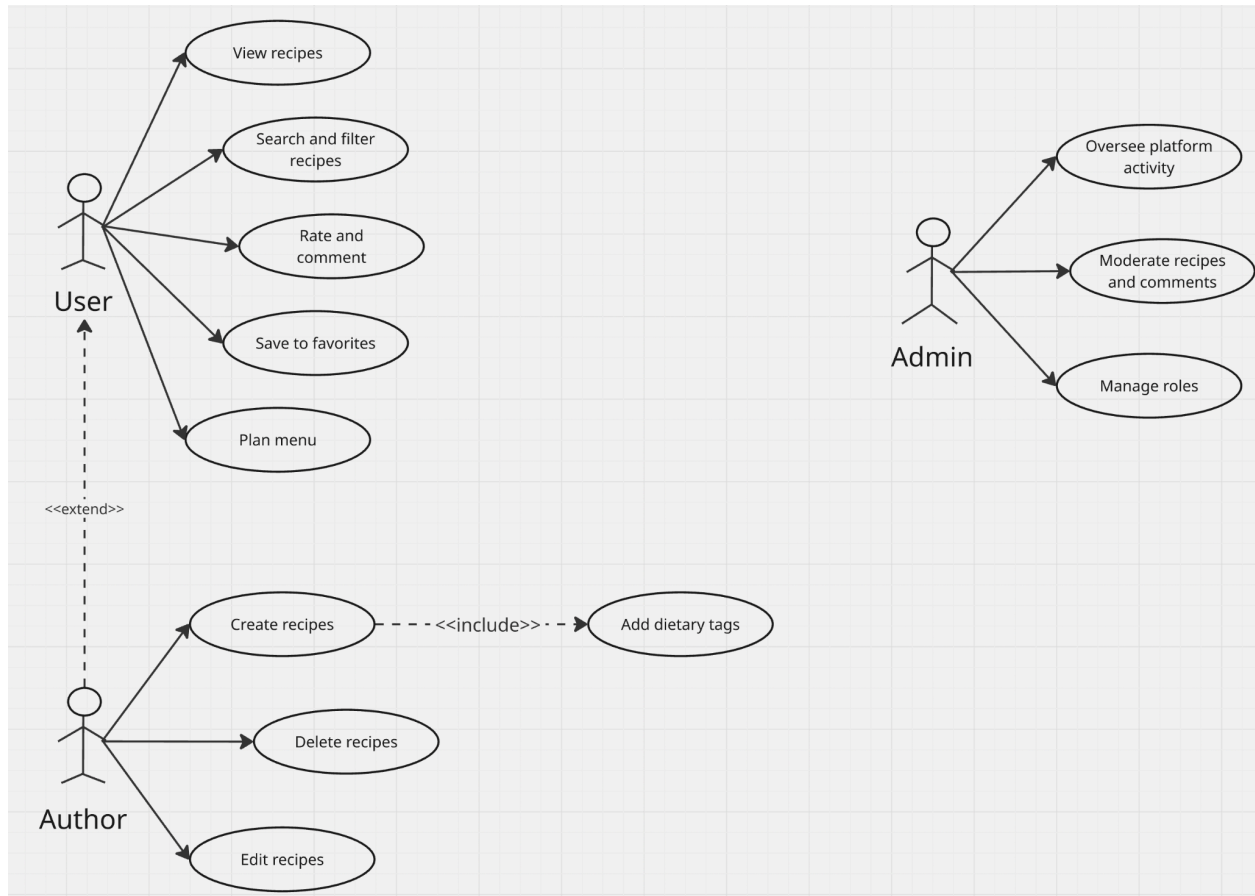 View recipes
Search and filter
recipes
Rate and
comment
User
Save to favorites
Plan menu
<<extend>>
Oversee platform
activity
Moderate recipes
and comments
Admin
Manage roles
Create recipes
<<include>>
Add dietary tags
Delete recipes
Author
Edit recipes